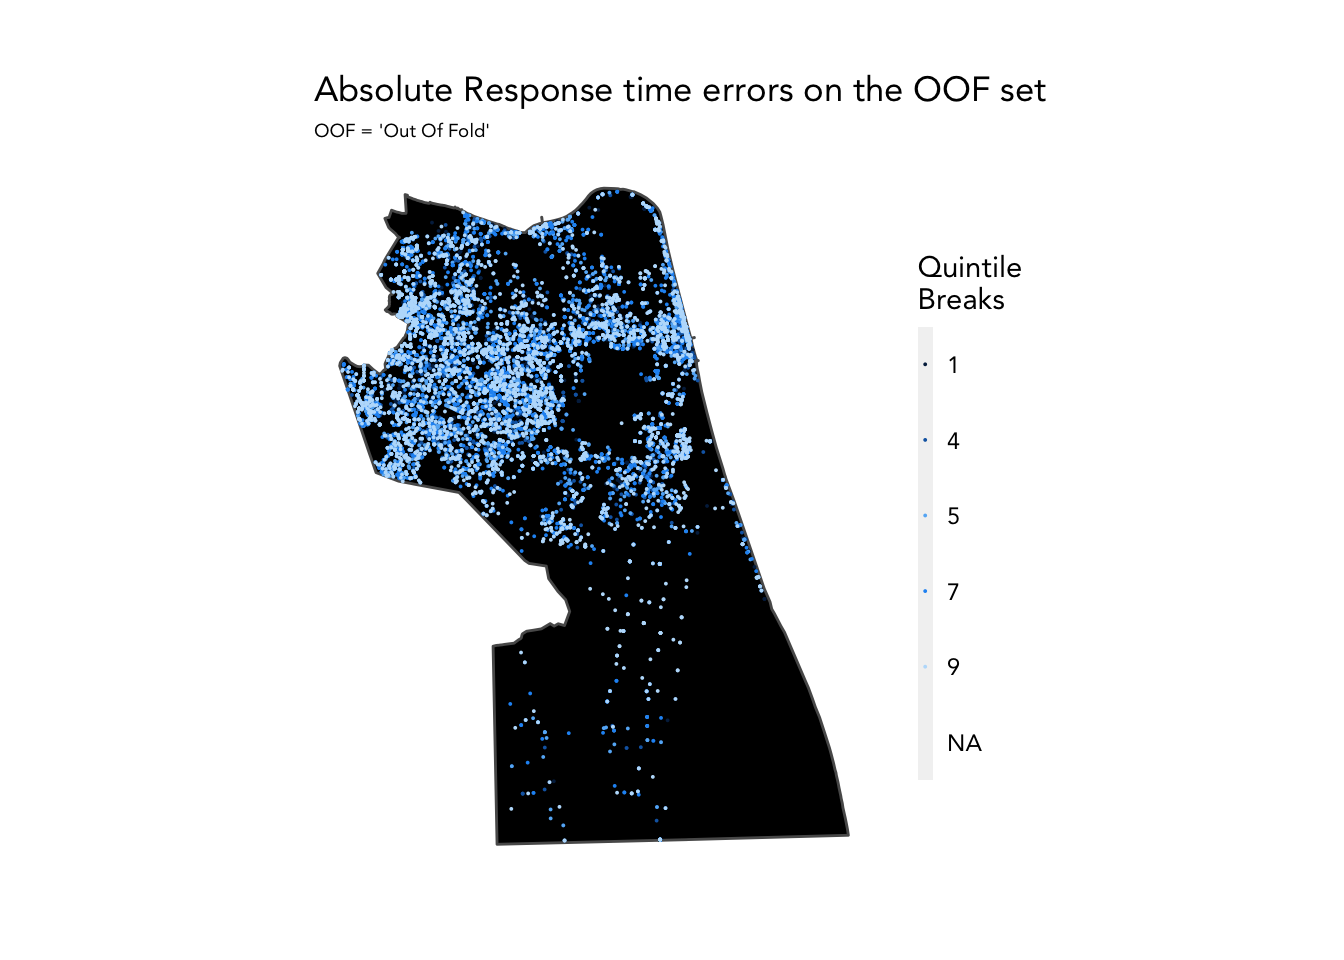 Absolute Response time errors on the OOF set
OOF = 'Out Of Fold'
Quintile
Breaks
1
4
5
7
9
NA